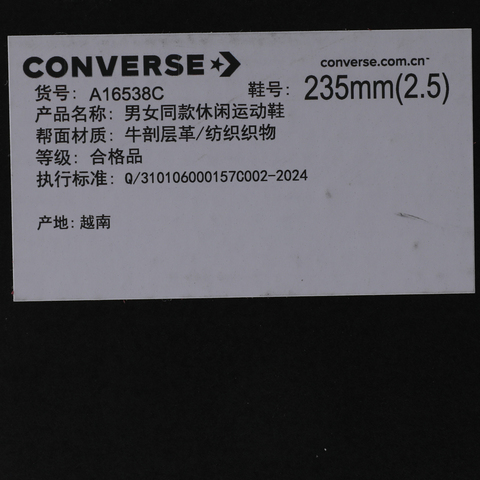 CONVERSE
converse.com.cn
货号: A16538C 鞋号: 235mm(2.5)
产品名称: 男女同款休闲运动鞋
帮面材质: 牛剖层革/纺织织物
等级: 合格品
执行标准: Q/310106000157C002-2024
产地: 越南